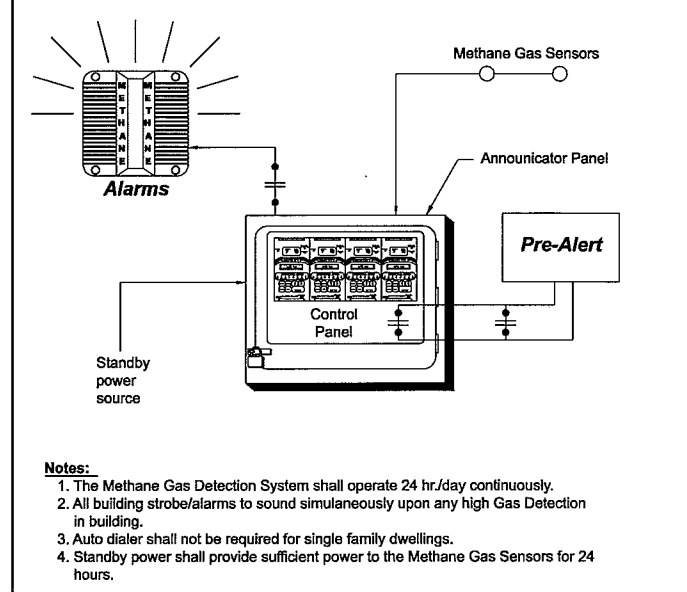 Methane Gas Sensors
METHANE METHANE
Announicator Panel
Alarms
Pre-Alert
Control
Panel
Standby
power
source
Notes:
1. The Methane Gas Detection System shall operate 24 hr./day continuously.
2. All building strobe/alarms to sound simulaneously upon any high Gas Detection
in building.
3. Auto dialer shall not be required for single family dwellings.
4. Standby power shall provide sufficient power to the Methane Gas Sensors for 24
hours.